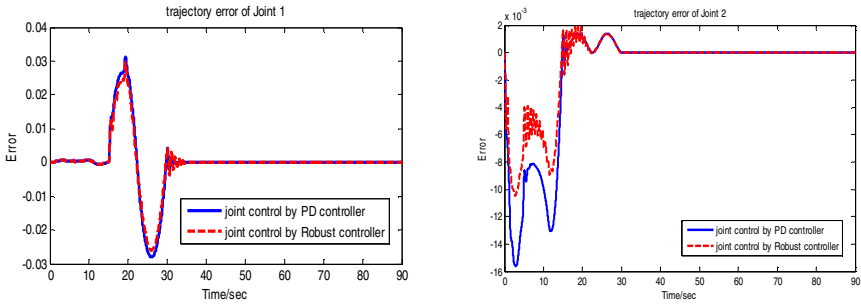 trajectory error of Joint 1
0.04
0.03
0.02
0.01
0
-0.01
-0.02
-0.03
Error
0 10 20 30 40 50 60 70 80 90
Time/sec
joint control by PD controller
joint control by Robust controller
trajectory error of Joint 2
x 10⁻³
2
0
-2
-4
-6
-8
-10
-12
-14
-16
Error
0 10 20 30 40 50 60 70 80 90
Time/sec
joint control by PD controller
joint control by Robust controller